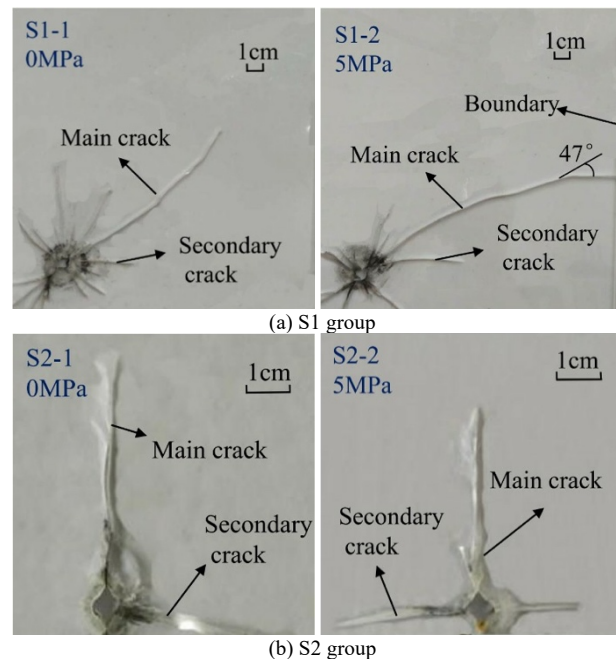 S1-1
0MPa
1cm
Main crack
Secondary
crack
S1-2
5MPa
1cm
Boundary
Main crack
47°
Secondary
crack
(a) S1 group
S2-1
0MPa
1cm
Main crack
Secondary
crack
S2-2
5MPa
1cm
Main crack
Secondary
crack
(b) S2 group